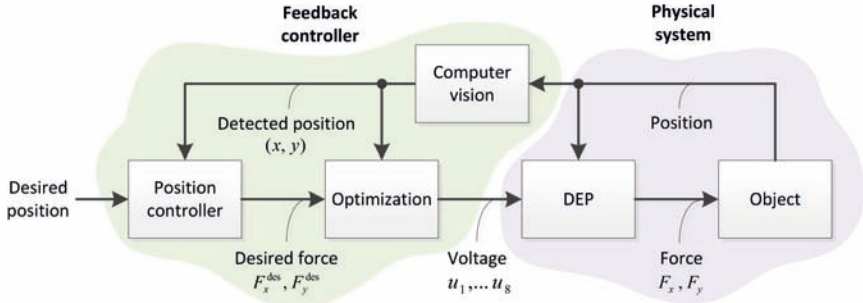 Feedback
controller
Physical
system
Computer
vision
Detected position
(x, y)
Position
Desired
position
Position
controller
Optimization
DEP
Object
Desired force
F_x^des, F_y^des
Voltage
u_1,... u_8
Force
F_x, F_y